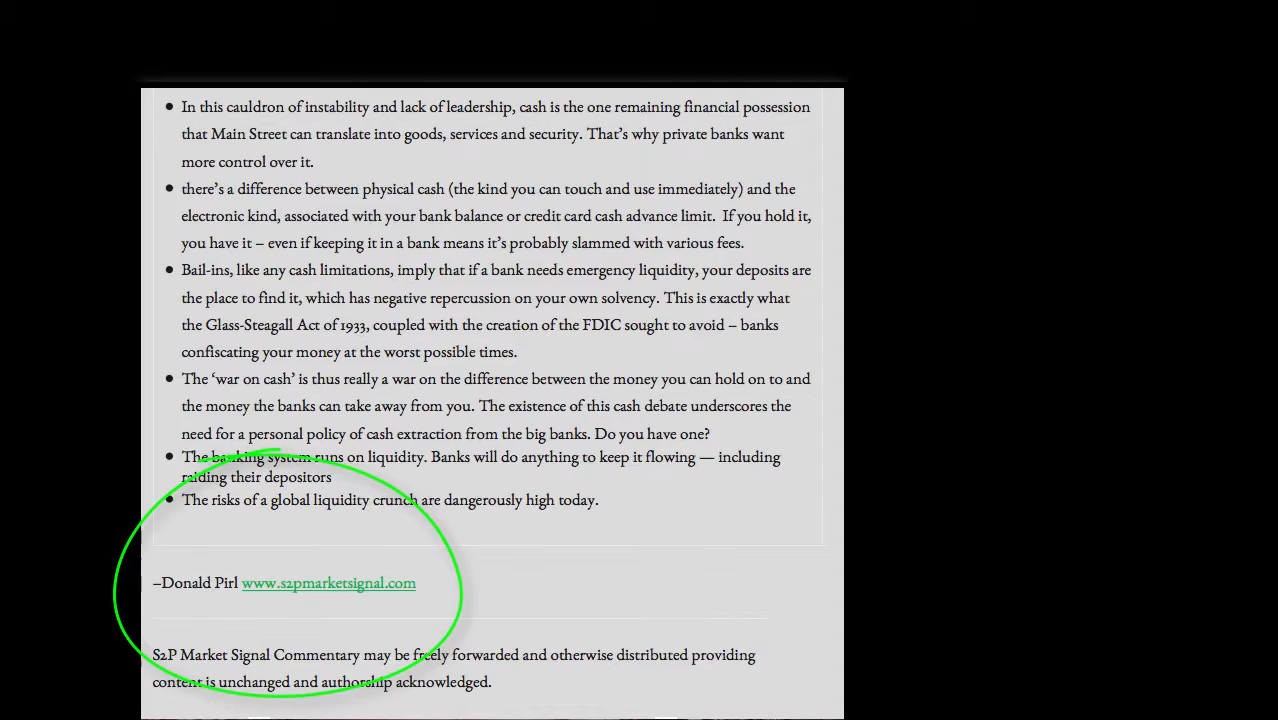 • In this cauldron of instability and lack of leadership, cash is the one remaining financial possession
that Main Street can translate into goods, services and security. That’s why private banks want
more control over it.
• there’s a difference between physical cash (the kind you can touch and use immediately) and the
electronic kind, associated with your bank balance or credit card cash advance limit.  If you hold it,
you have it – even if keeping it in a bank means it’s probably slammed with various fees.
• Bail-ins, like any cash limitations, imply that if a bank needs emergency liquidity, your deposits are
the place to find it, which has negative repercussion on your own solvency. This is exactly what
the Glass-Steagall Act of 1933, coupled with the creation of the FDIC sought to avoid – banks
confiscating your money at the worst possible times.
• The ‘war on cash’ is thus really a war on the difference between the money you can hold on to and
the money the banks can take away from you. The existence of this cash debate underscores the
need for a personal policy of cash extraction from the big banks. Do you have one?
• The banking system runs on liquidity. Banks will do anything to keep it flowing — including
raiding their depositors
• The risks of a global liquidity crunch are dangerously high today.
–Donald Pirl www.s2pmarketsignal.com
S2P Market Signal Commentary may be freely forwarded and otherwise distributed providing
content is unchanged and authorship acknowledged.